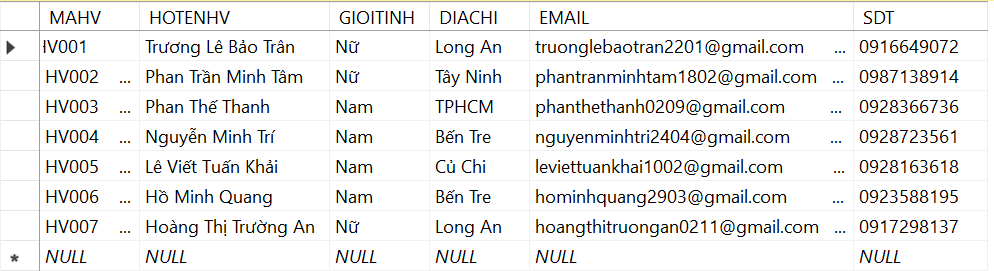 MAHV HOTENHV GIOITINH DIACHI EMAIL SDT
HV001 Trương Lê Bảo Trân Nữ Long An truonglebaotran2201@gmail.com ... 0916649072
HV002 ... Phan Trần Minh Tâm Nữ Tây Ninh phantranminhtam1802@gmail.com ... 0987138914
HV003 ... Phan Thế Thanh Nam TPHCM phanthethanh0209@gmail.com ... 0928366736
HV004 ... Nguyễn Minh Trí Nam Bến Tre nguyenminhtri2404@gmail.com ... 0928723561
HV005 ... Lê Viết Tuấn Khải Nam Củ Chi leviettuankhai1002@gmail.com ... 0928163618
HV006 ... Hồ Minh Quang Nam Bến Tre hominhquang2903@gmail.com ... 0923588195
HV007 ... Hoàng Thị Trường An Nữ Long An hoangthitruongan0211@gmail.com ... 0917298137
NULL NULL NULL NULL NULL NULL